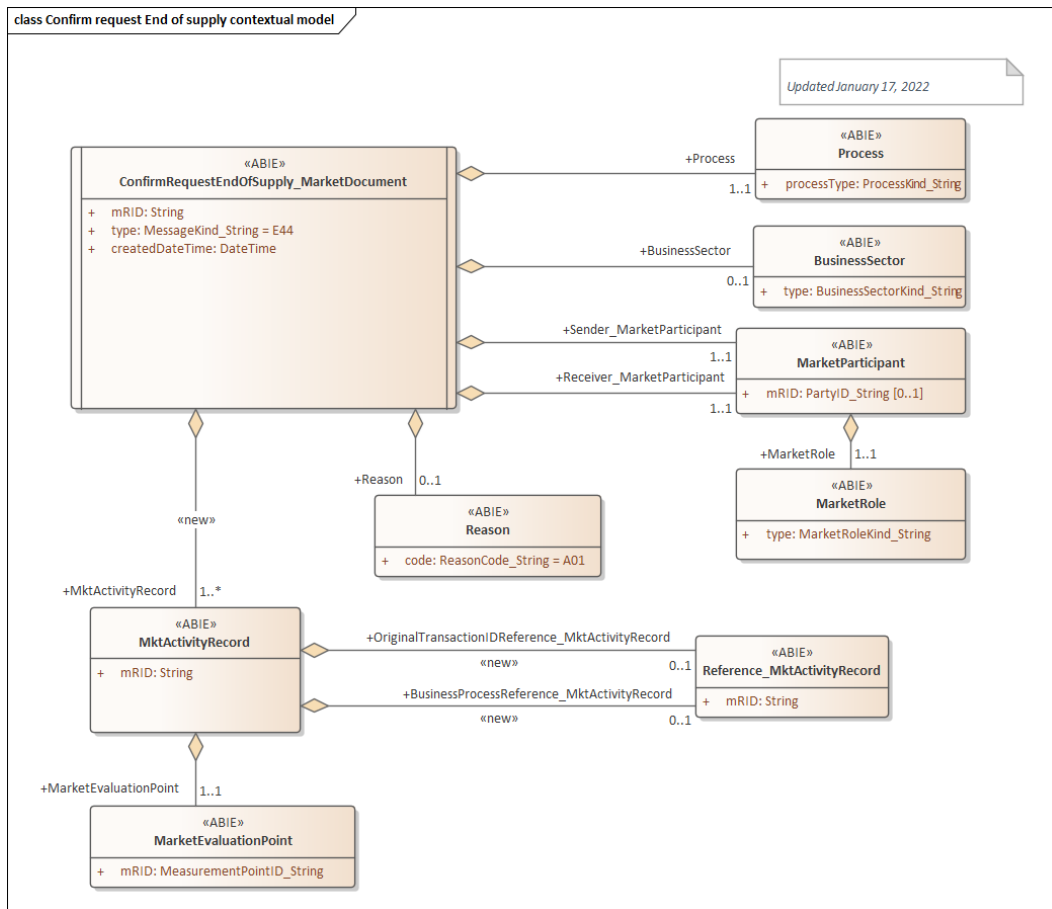 class Confirm request End of supply contextual model
Updated January 17, 2022
«ABIE»
ConfirmRequestEndOfSupply_MarketDocument
+ mRID: String
+ type: MessageKind_String = E44
+ createdDateTime: DateTime
+Process
1..1
«ABIE»
Process
+ processType: ProcessKind_String
+BusinessSector
0..1
«ABIE»
BusinessSector
+ type: BusinessSectorKind_String
+Sender_MarketParticipant
1..1
+Receiver_MarketParticipant
1..1
«ABIE»
MarketParticipant
+ mRID: PartyID_String [0..1]
+MarketRole 1..1
«ABIE»
MarketRole
+ type: MarketRoleKind_String
+Reason 0..1
«ABIE»
Reason
+ code: ReasonCode_String = A01
«new»
+MktActivityRecord 1..*
«ABIE»
MktActivityRecord
+ mRID: String
+OriginalTransactionIDReference_MktActivityRecord
«new» 0..1
+BusinessProcessReference_MktActivityRecord
«new» 0..1
«ABIE»
Reference_MktActivityRecord
+ mRID: String
+MarketEvaluationPoint 1..1
«ABIE»
MarketEvaluationPoint
+ mRID: MeasurementPointID_String